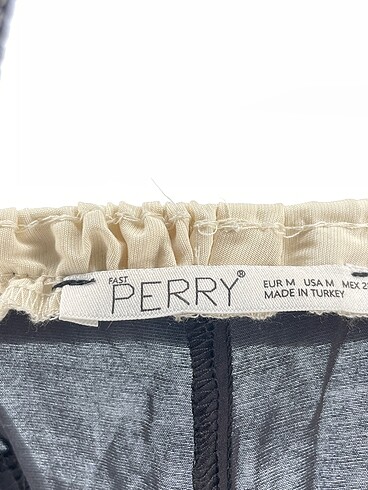 FAST
PERRY®
EUR M USA M MEX
MADE IN TURKEY